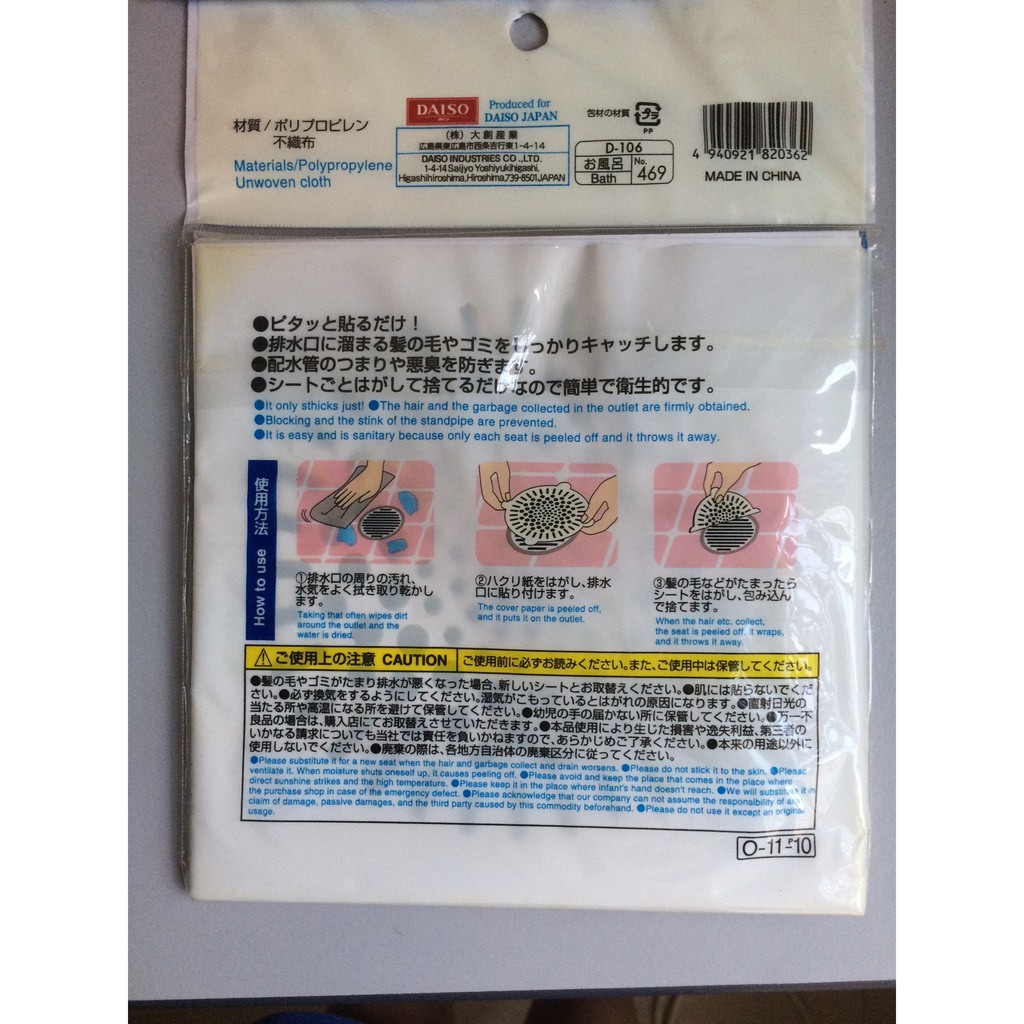 材質/ポリプロピレン
不織布
Materials/Polypropylene
Unwoven cloth
DAISO
Produced for
DAISO JAPAN
(株)大創産業
広島県東広島市西条吉行東1-4-14
DAISO INDUSTRIES CO.,LTD.
1-4-14 Saijyo Yoshiyukihigashi,
Higashihiroshima,Hiroshima,739-8501JAPAN
包材の材質
プラ
PP
D-106
お風呂
Bath
No.
469
4 940921 820362
MADE IN CHINA
●ピタッと貼るだけ!
●排水口に溜まる髪の毛やゴミをしっかりキャッチします。
●配水管のつまりや悪臭を防ぎます。
●シートごとはがして捨てるだけなので簡単で衛生的です。
●It only sthicks just! ●The hair and the garbage collected in the outlet are firmly obtained.
●Blocking and the stink of the standpipe are prevented.
●It is easy and is sanitary because only each seat is peeled off and it throws it away.
使用方法 How to use
①排水口の周りの汚れ、
水気をよく拭き取り乾かし
ます。
Taking that often wipes dirt
around the outlet and the
water is dried.
②ハクリ紙をはがし、排水
口に貼り付けます。
The cover paper is peeled off,
and it puts it on the outlet.
③髪の毛などがたまったら
シートをはがし、包み込ん
で捨てます。
When the hair etc. collect,
the seat is peeled off, it wraps,
and it throws it away.
ご使用上の注意 CAUTION
ご使用前に必ずお読みください。また、ご使用中は保管してください。
●髪の毛やゴミがたまり排水が悪くなった場合、新しいシートとお取替えください。●肌には貼らないでくだ
さい。●必ず換気をするようにしてください。湿気がこもっているとはがれの原因になります。●直射日光の
当たる所や高温になる所を避けて保管してください。●幼児の手の届かない所に保管してください。●万一不
良品の場合は、購入店にてお取替えさせていただきます。●本品使用により生じた損害や逸失利益、第三者の
いかなる請求についても当社では責任を負いかねますので、あらかじめご了承ください。●本来の用途以外に
使用しないでください。●廃棄の際は、各地方自治体の廃棄区分に従ってください。
●Please substitute it for a new seat when the hair and garbage collect and drain worsens. ●Please do not stick it to the skin. ●Please
ventilate it. When moisture shuts oneself up, it causes peeling off. ●Please avoid and keep the place that comes in the place where
direct sunshine strikes and the high temperature. ●Please keep it in the place where infant's hand doesn't reach. ●We will substitute it in
the purchase shop in case of the emergency defect. ●Please acknowledge that our company can not assume the responsibility of any
claim of damage, passive damages, and the third party caused by this commodity beforehand. ●Please do not use it except an original
usage.
O-11-P-10